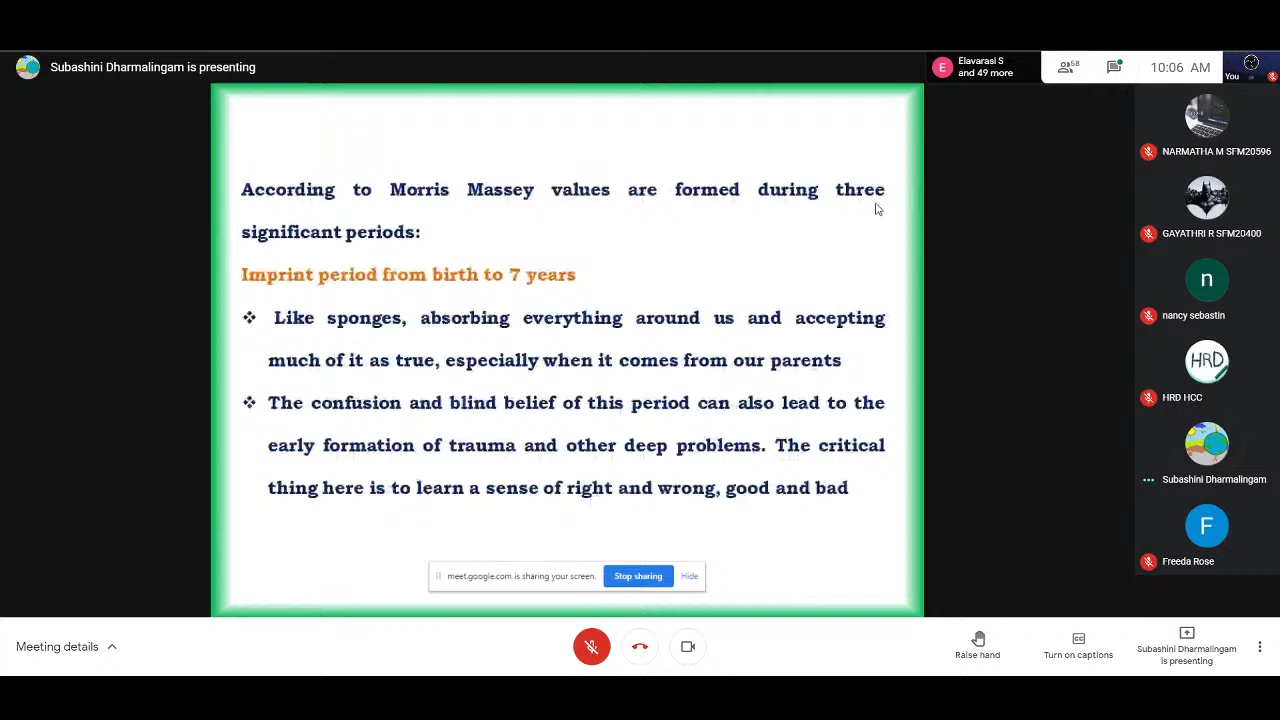 Subashini Dharmalingam is presenting
E
Elavarasi S
and 49 more
58
10:06 AM
You
According to Morris Massey values are formed during three
significant periods:
Imprint period from birth to 7 years
❖ Like sponges, absorbing everything around us and accepting
much of it as true, especially when it comes from our parents
❖ The confusion and blind belief of this period can also lead to the
early formation of trauma and other deep problems. The critical
thing here is to learn a sense of right and wrong, good and bad
meet.google.com is sharing your screen. Stop sharing Hide
NARMATHA M SFM20596
GAYATHRI R SFM20400
n
nancy sebastin
HRD
HRD HCC
Subashini Dharmalingam
F
Freeda Rose
Meeting details
Raise hand
CC
Turn on captions
Subashini Dharmalingam
is presenting